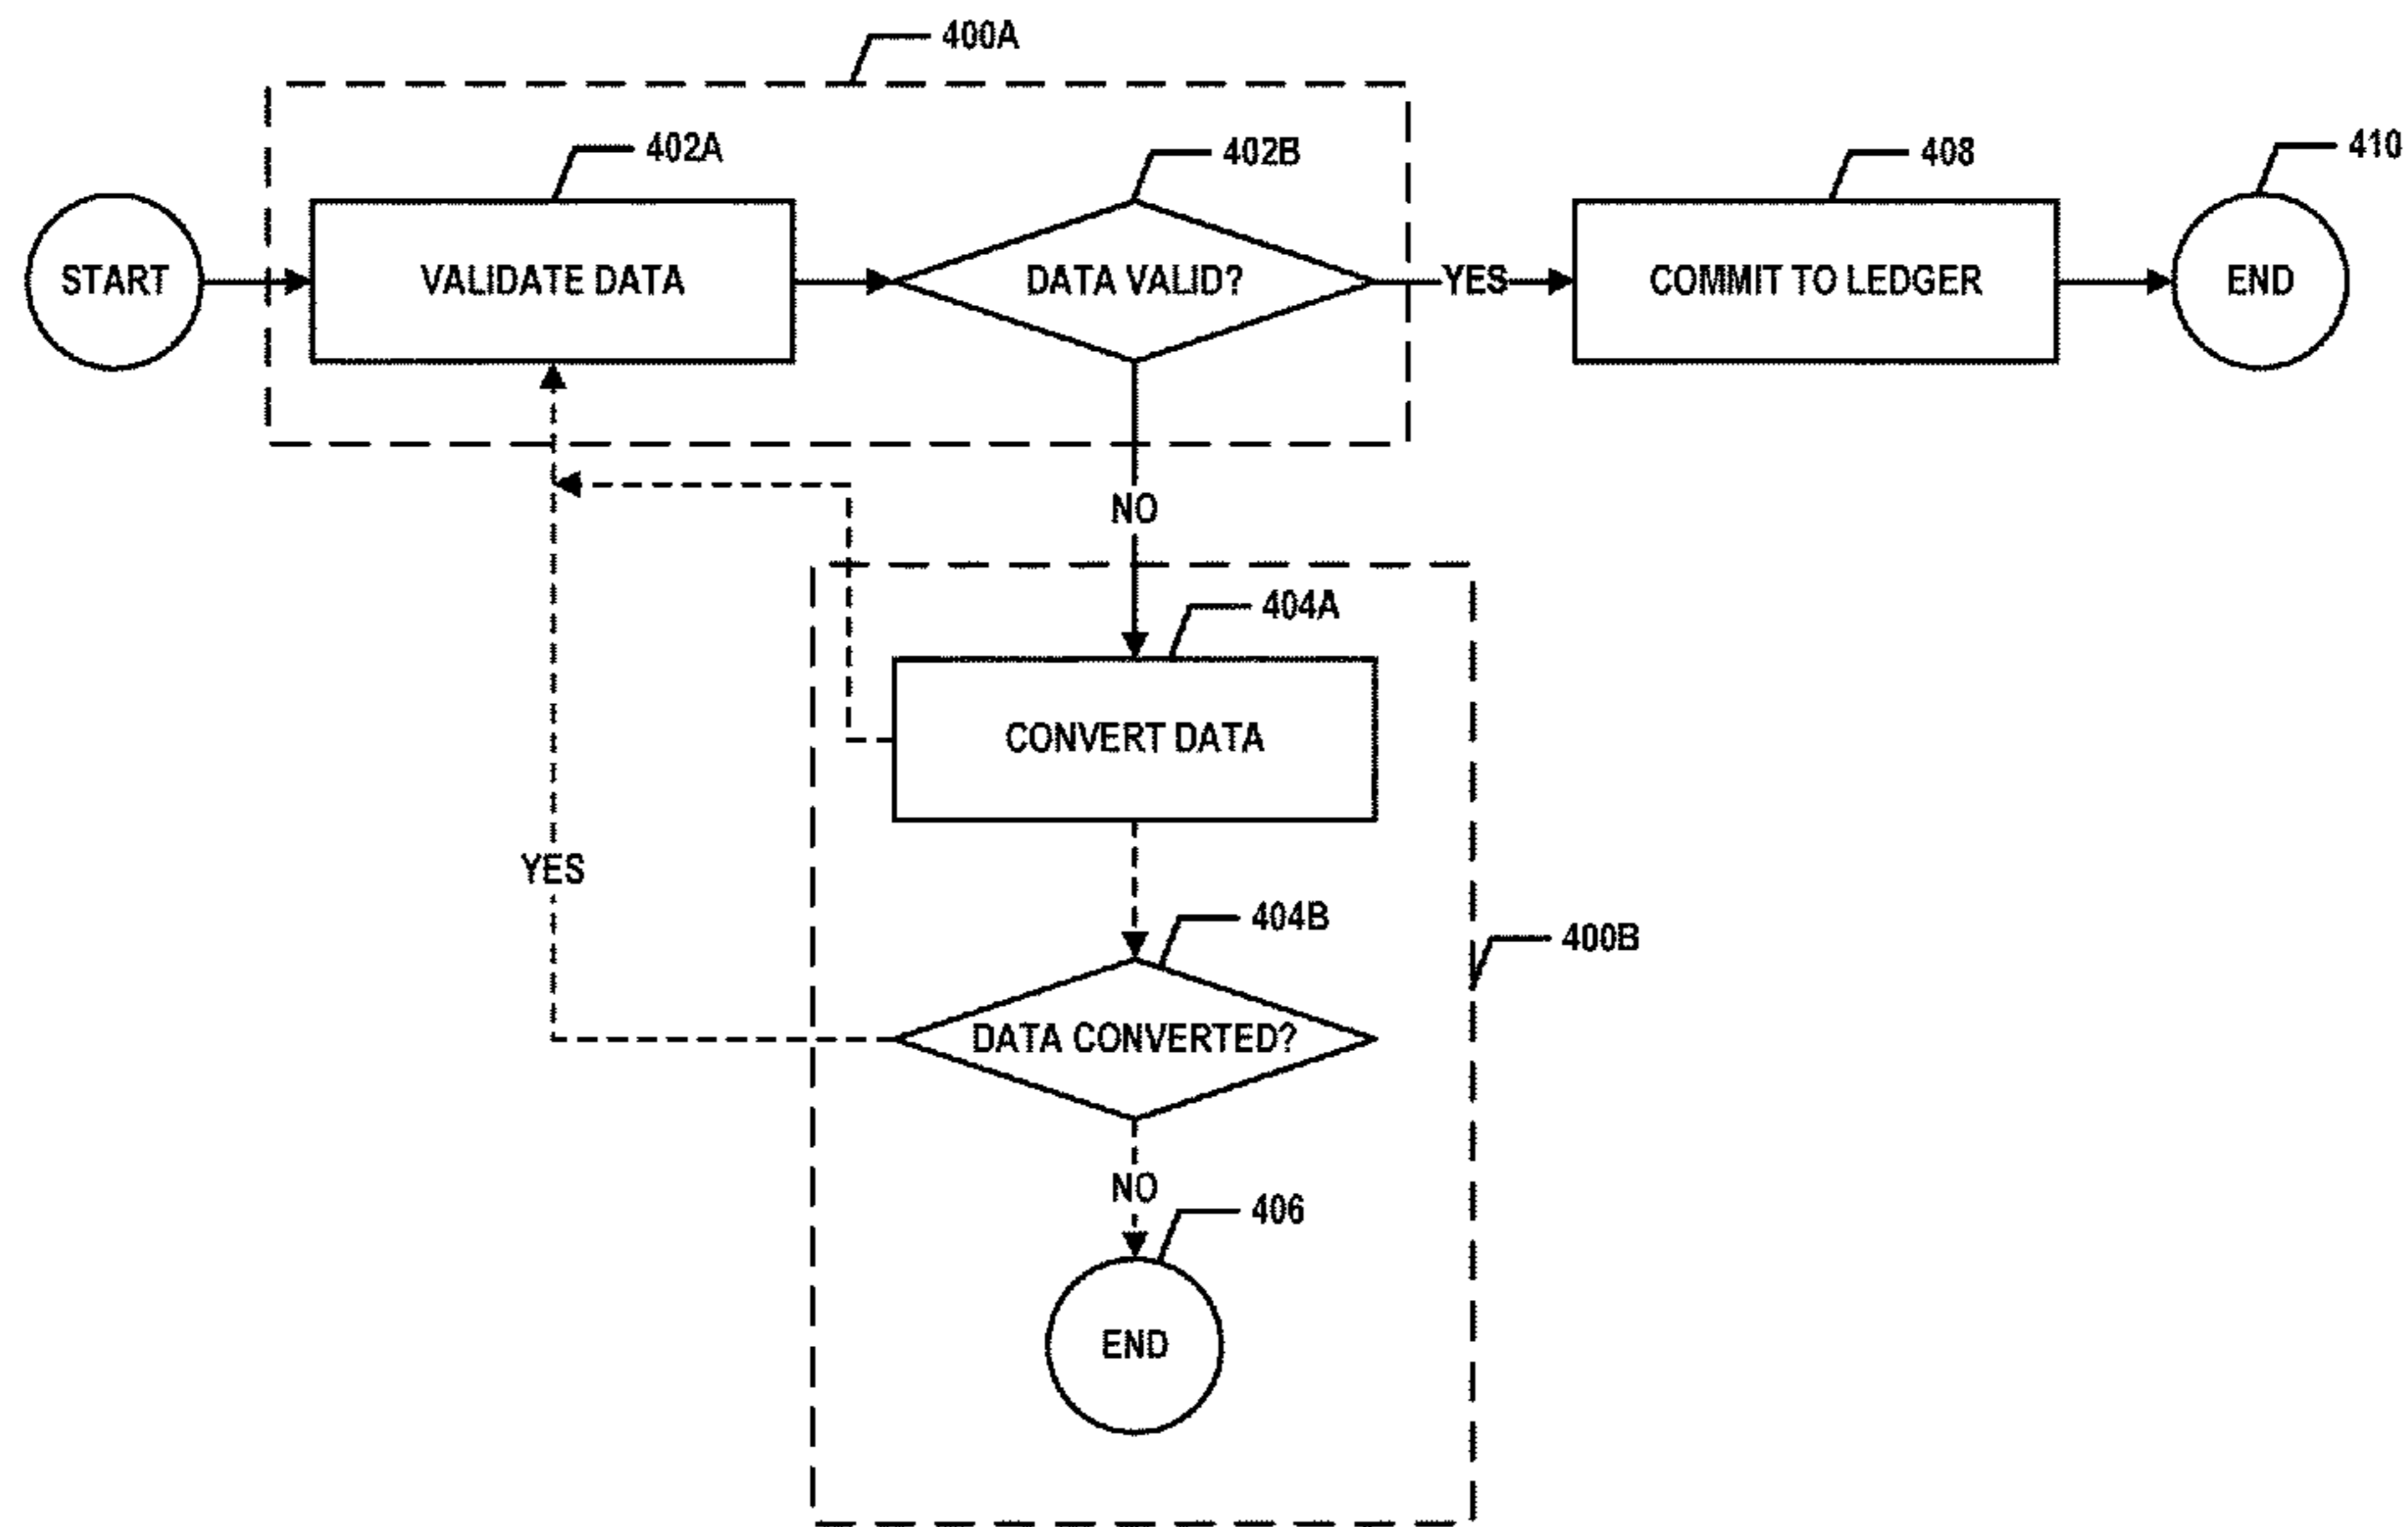 400A
402A
402B
408
410
START
VALIDATE DATA
DATA VALID?
YES
COMMIT TO LEDGER
END
NO
404A
CONVERT DATA
YES
404B
400B
DATA CONVERTED?
NO
406
END